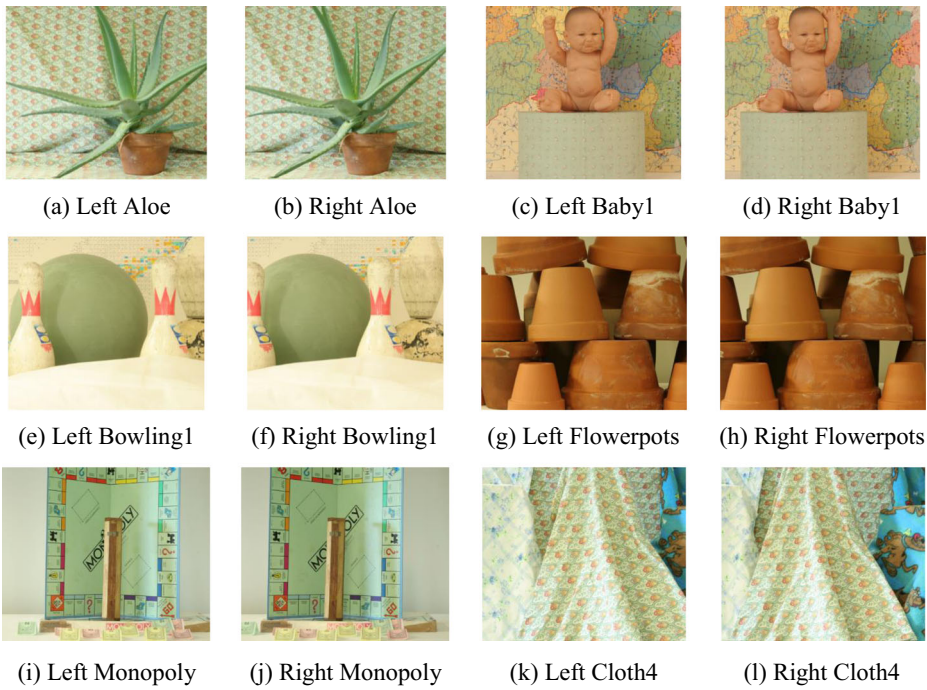 (a) Left Aloe
(b) Right Aloe
(c) Left Baby1
(d) Right Baby1
(e) Left Bowling1
(f) Right Bowling1
(g) Left Flowerpots
(h) Right Flowerpots
MONOPOLY
(i) Left Monopoly
(j) Right Monopoly
(k) Left Cloth4
(l) Right Cloth4